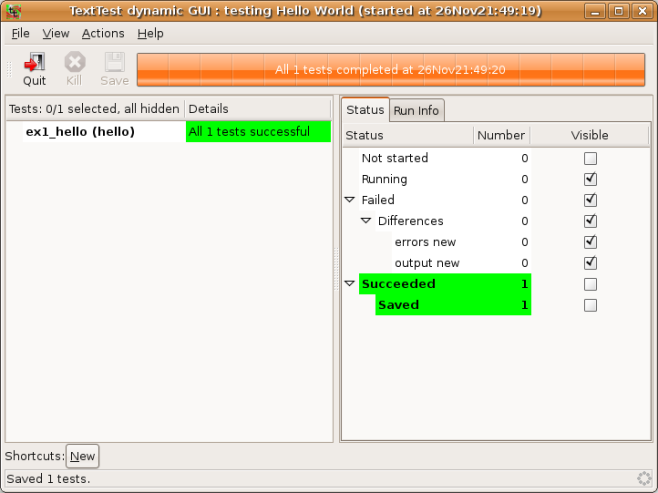 TextTest dynamic GUI : testing Hello World (started at 26Nov21:49:19)
File View Actions Help
Quit Kill Save
All 1 tests completed at 26Nov21:49:20
Tests: 0/1 selected, all hidden Details
ex1_hello (hello) All 1 tests successful
Status Run Info
Status Number Visible
Not started 0
Running 0
Failed 0
Differences 0
errors new 0
output new 0
Succeeded 1
Saved 1
Shortcuts: New
Saved 1 tests.